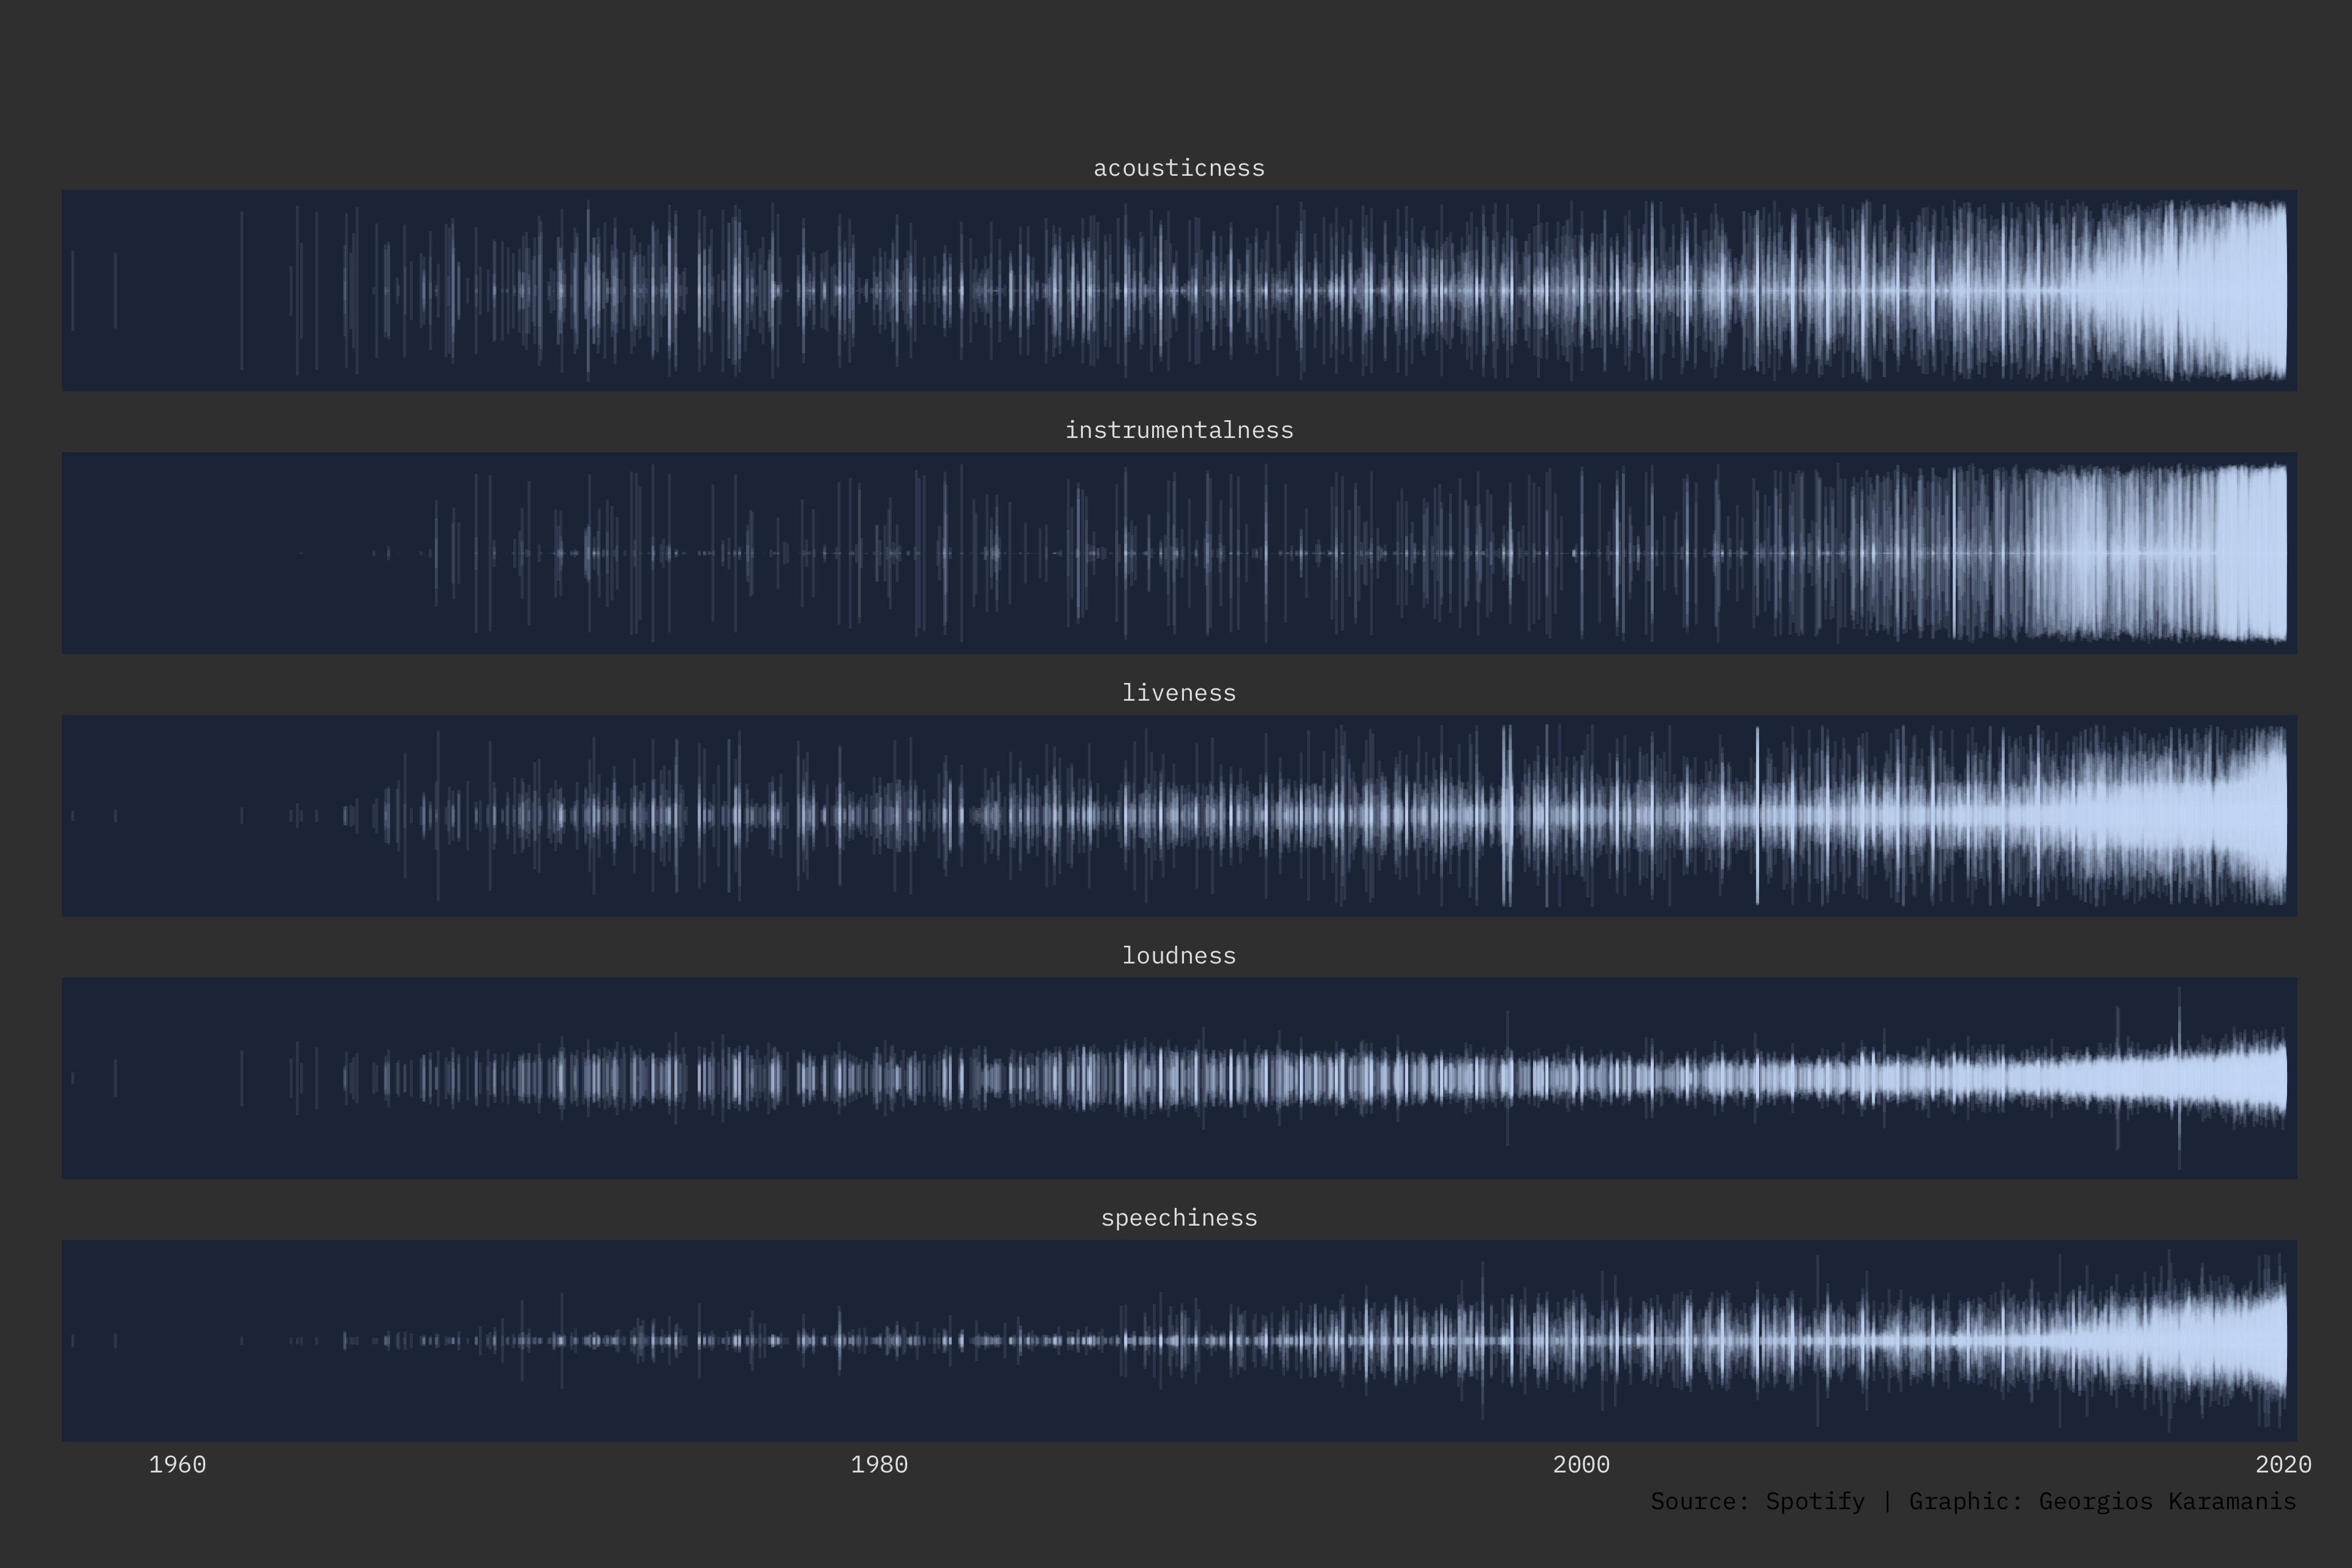 acousticness
instrumentalness
liveness
loudness
speechiness
1960 1980 2000 2020
Source: Spotify | Graphic: Georgios Karamanis